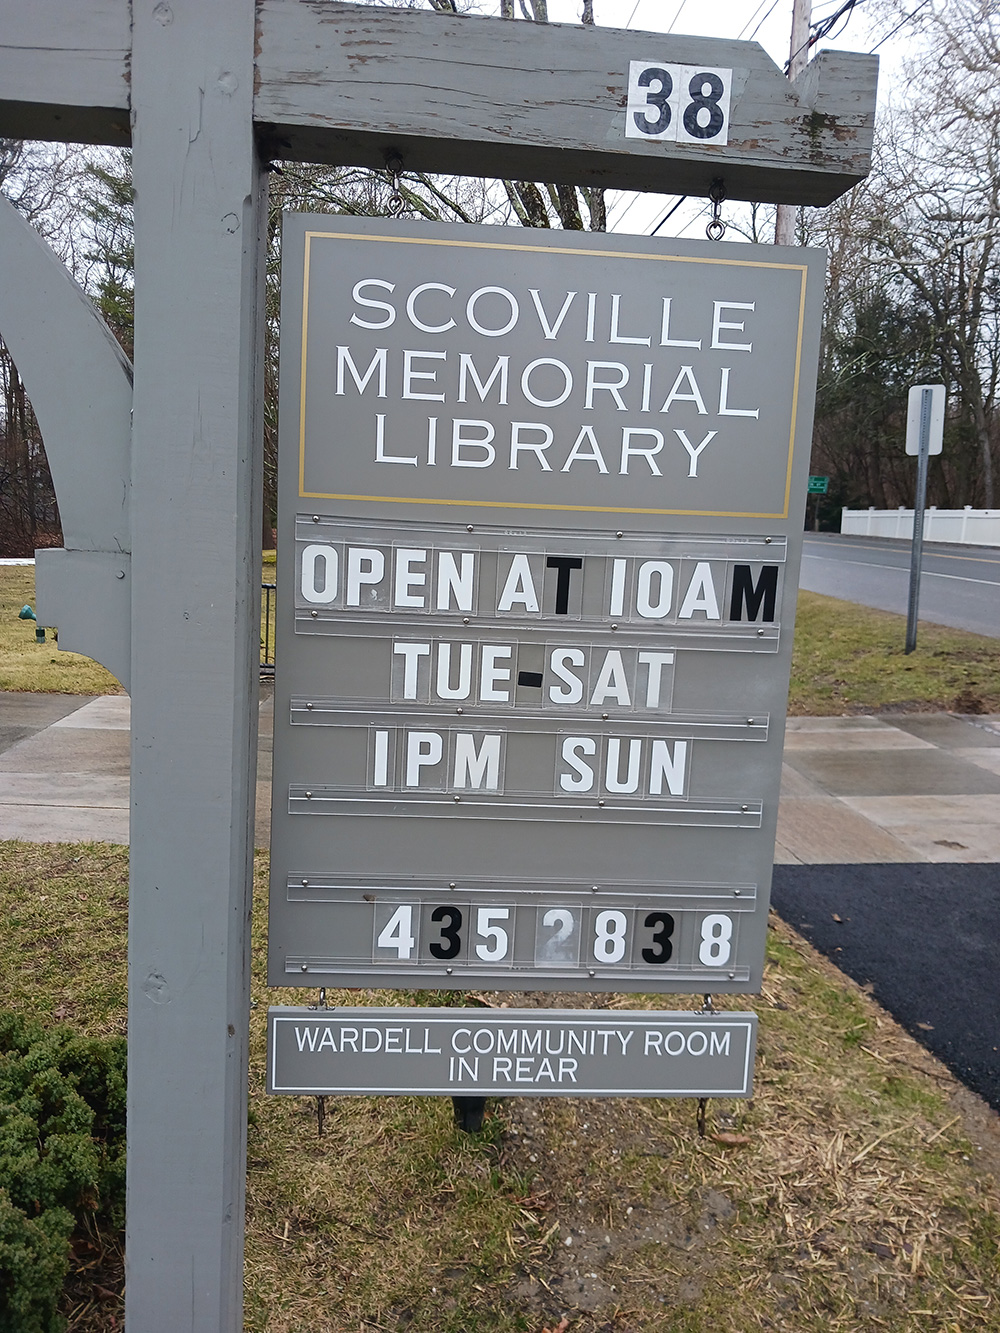 38
SCOVILLE
MEMORIAL
LIBRARY
OPEN AT 10AM
TUE-SAT
1PM SUN
435 2838
WARDELL COMMUNITY ROOM
IN REAR